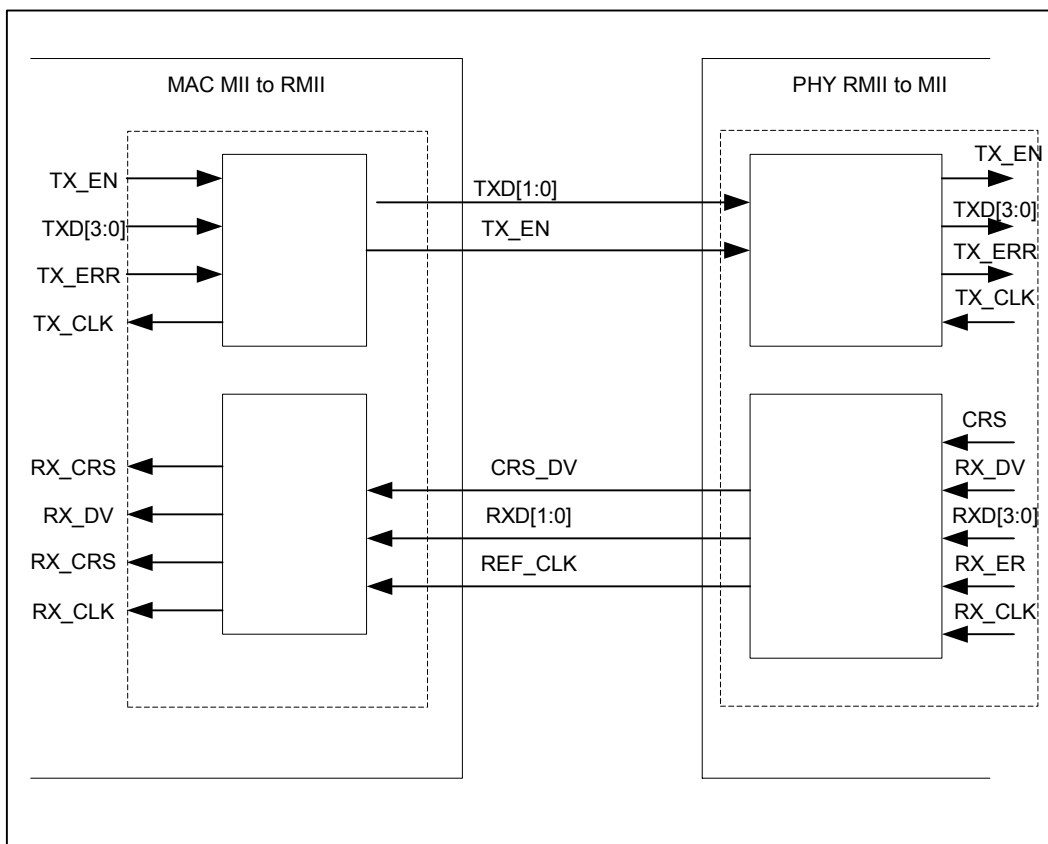 MAC MII to RMII
PHY RMII to MII
TX_EN
TXD[3:0]
TX_ERR
TX_CLK
RX_CRS
RX_DV
RX_CRS
RX_CLK
TXD[1:0]
TX_EN
CRS_DV
RXD[1:0]
REF_CLK
TX_EN
TXD[3:0]
TX_ERR
TX_CLK
CRS
RX_DV
RXD[3:0]
RX_ER
RX_CLK